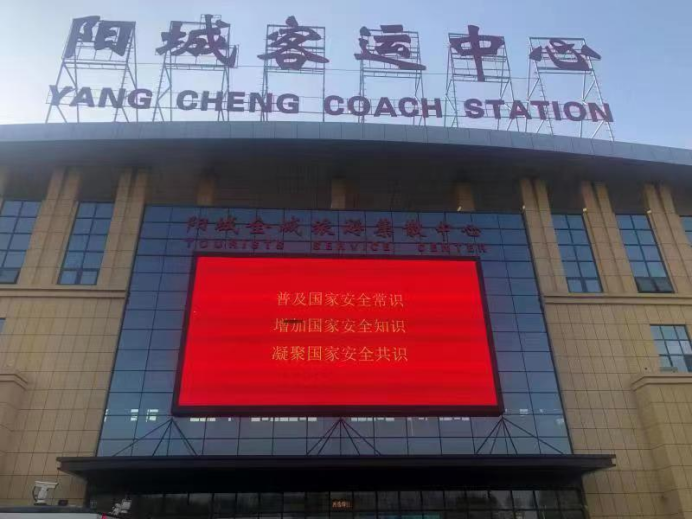 阳城客运中心
YANG CHENG COACH STATION
阳城全域旅游集散中心
TOURISTS SERVICE CENTER
普及国家安全常识
增加国家安全知识
凝聚国家安全共识